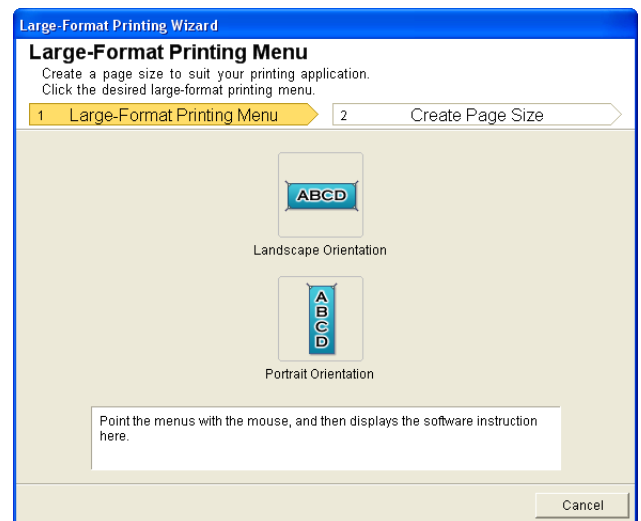 Large-Format Printing Wizard
Large-Format Printing Menu
Create a page size to suit your printing application.
Click the desired large-format printing menu.
1 Large-Format Printing Menu 2 Create Page Size
ABCD
Landscape Orientation
A
B
C
D
Portrait Orientation
Point the menus with the mouse, and then displays the software instruction
here.
Cancel